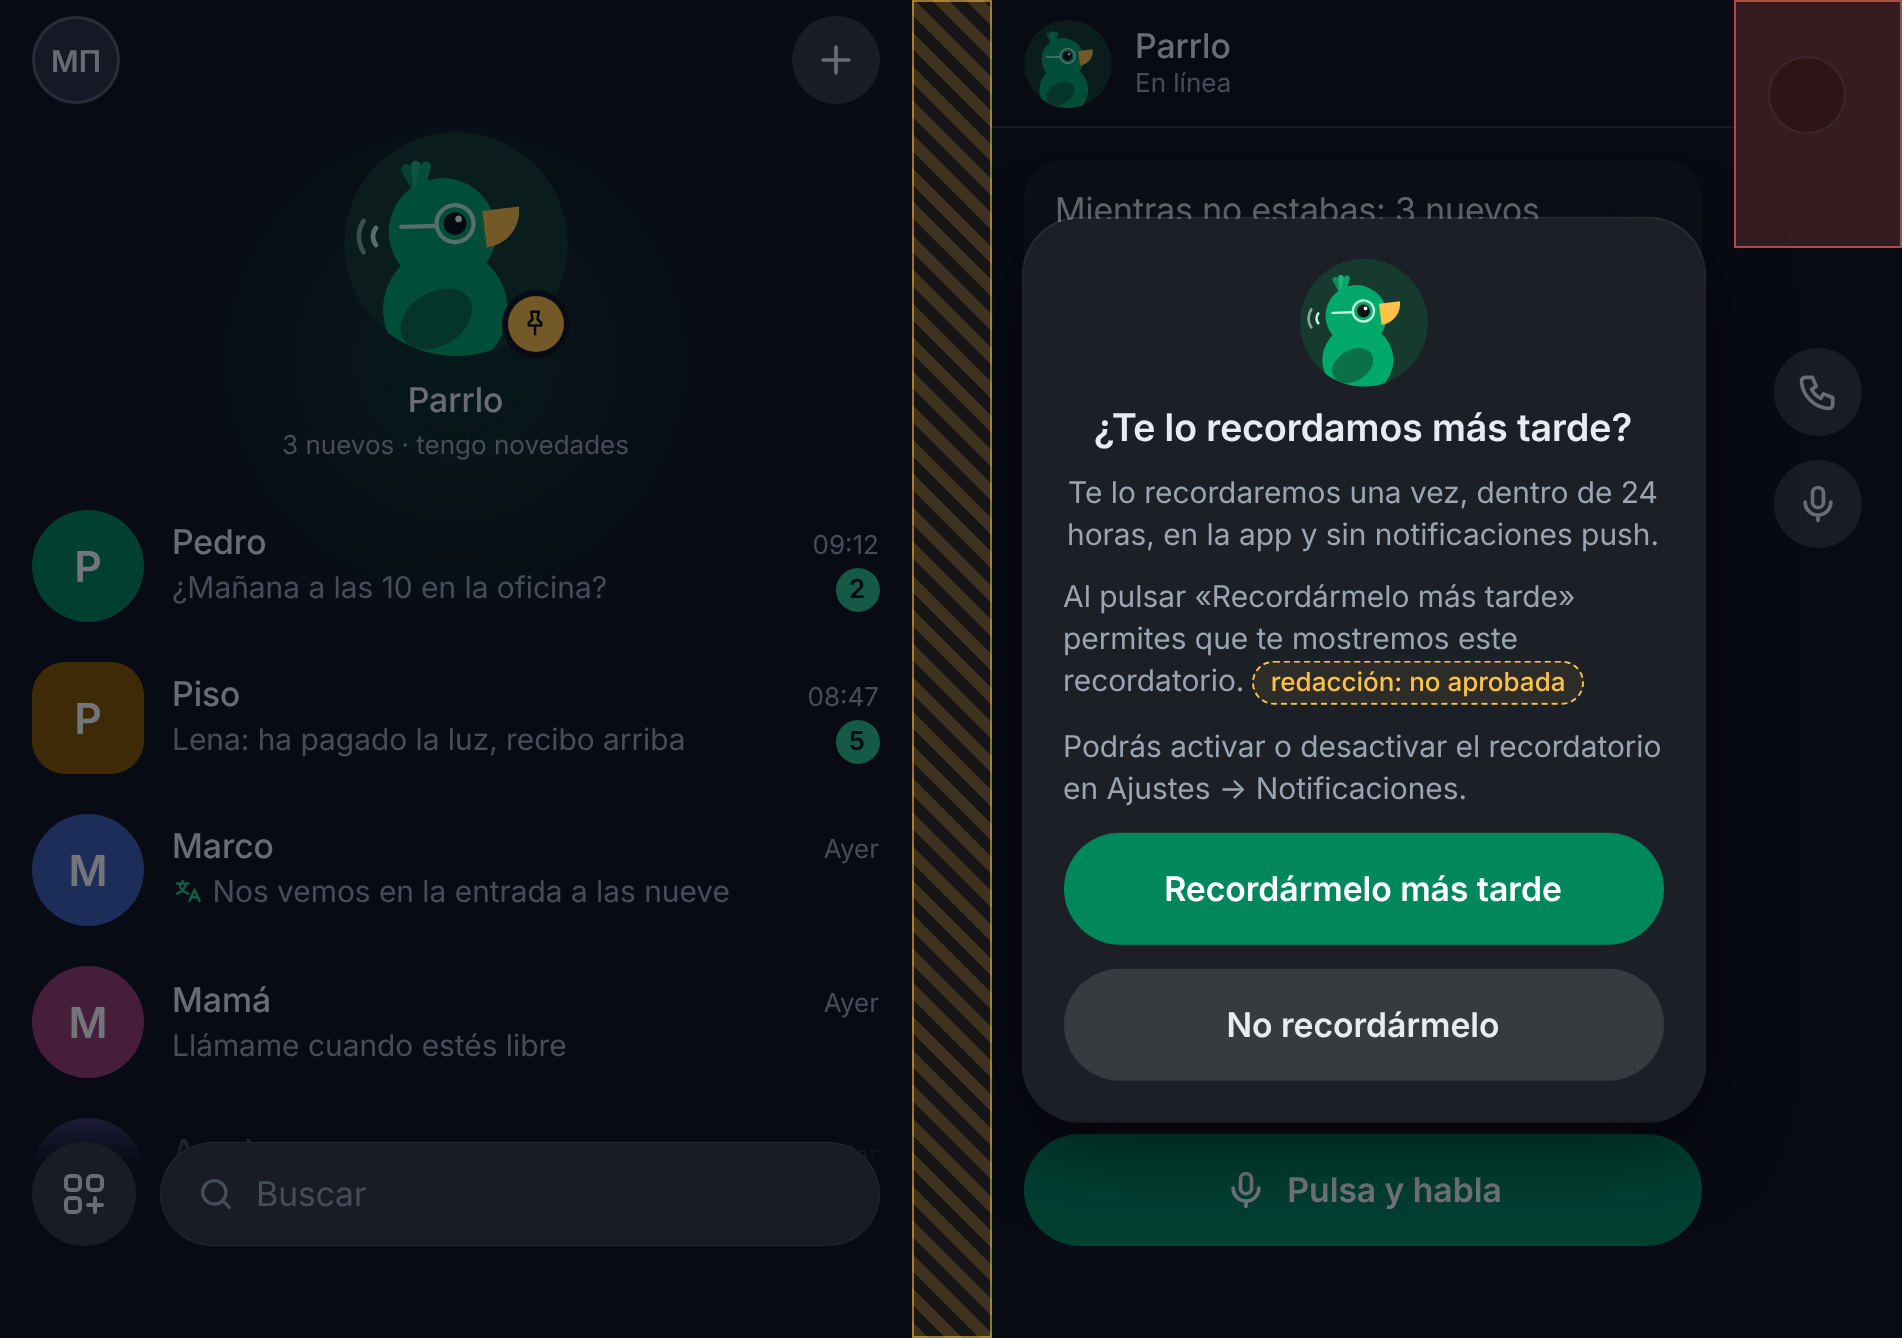 МП
Parrlo
3 nuevos · tengo novedades
P
Pedro
09:12
¿Mañana a las 10 en la oficina?
2
P
Piso
08:47
Lena: ha pagado la luz, recibo arriba
5
M
Marco
Ayer
Nos vemos en la entrada a las nueve
M
Mamá
Ayer
Llámame cuando estés libre
Buscar
Parrlo
En línea
Mientras no estabas: 3 nuevos
¿Te lo recordamos más tarde?
Te lo recordaremos una vez, dentro de 24
horas, en la app y sin notificaciones push.
Al pulsar «Recordármelo más tarde»
permites que te mostremos este
recordatorio. redacción: no aprobada
Podrás activar o desactivar el recordatorio
en Ajustes → Notificaciones.
Recordármelo más tarde
No recordármelo
Pulsa y habla